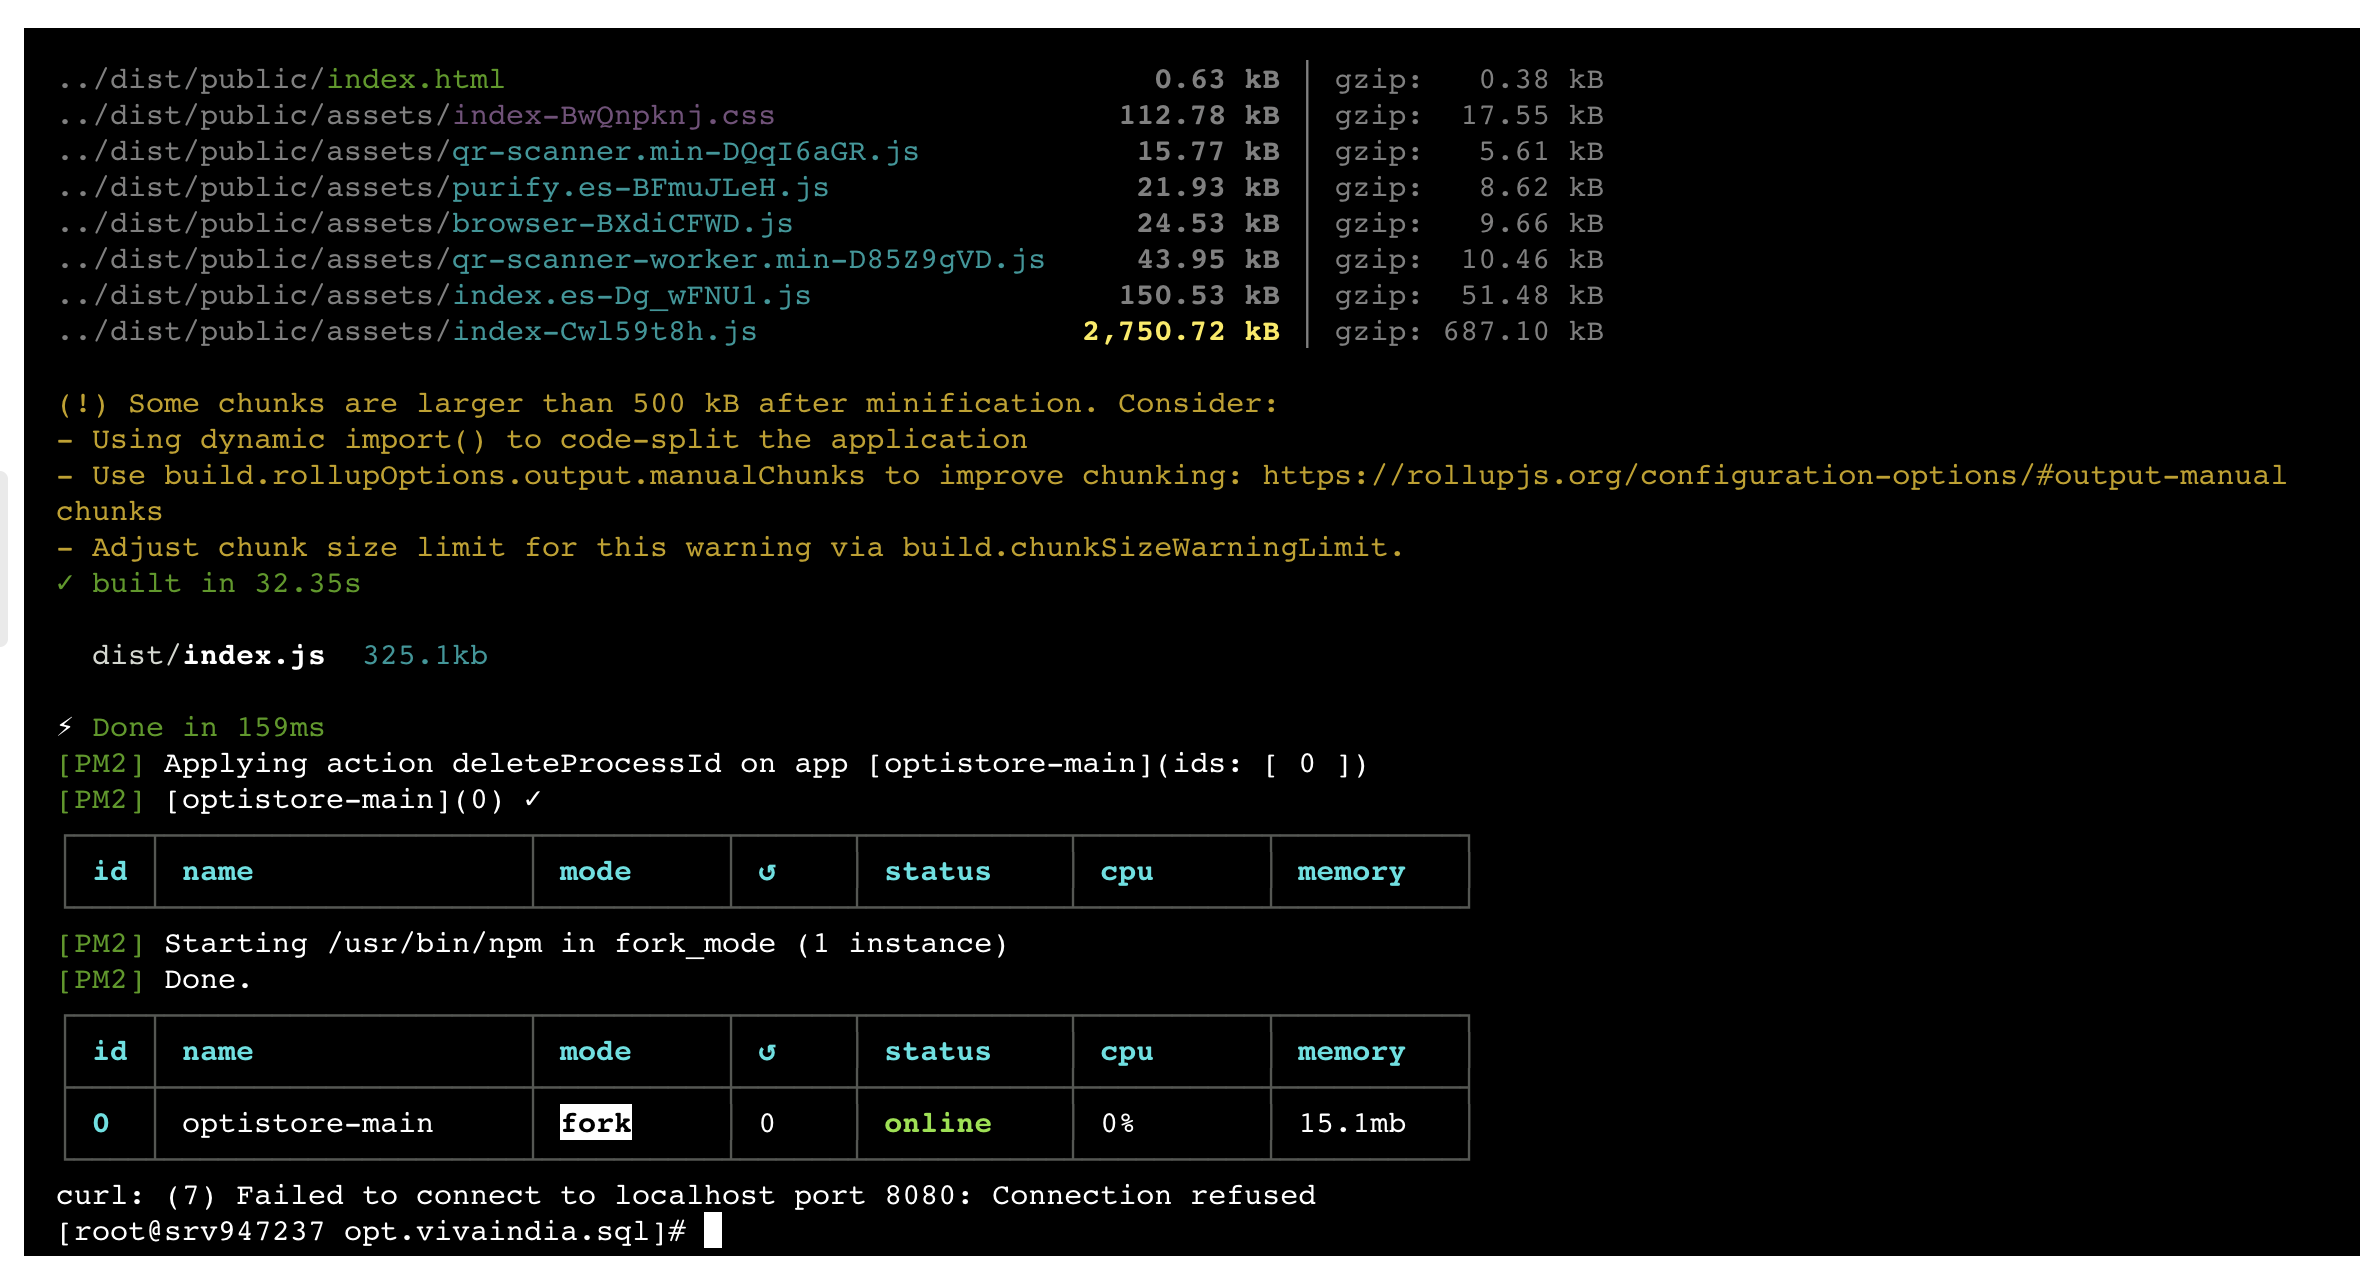 ../dist/public/index.html 0.63 kB │ gzip: 0.38 kB
../dist/public/assets/index-BwQnpknj.css 112.78 kB │ gzip: 17.55 kB
../dist/public/assets/qr-scanner.min-DQqI6aGR.js 15.77 kB │ gzip: 5.61 kB
../dist/public/assets/purify.es-BFmuJLeH.js 21.93 kB │ gzip: 8.62 kB
../dist/public/assets/browser-BXdiCFWD.js 24.53 kB │ gzip: 9.66 kB
../dist/public/assets/qr-scanner-worker.min-D85Z9gVD.js 43.95 kB │ gzip: 10.46 kB
../dist/public/assets/index.es-Dg_wFNU1.js 150.53 kB │ gzip: 51.48 kB
../dist/public/assets/index-Cwl59t8h.js 2,750.72 kB │ gzip: 687.10 kB
(!) Some chunks are larger than 500 kB after minification. Consider:
- Using dynamic import() to code-split the application
- Use build.rollupOptions.output.manualChunks to improve chunking: https://rollupjs.org/configuration-options/#output-manual
chunks
- Adjust chunk size limit for this warning via build.chunkSizeWarningLimit.
✓ built in 32.35s
dist/index.js 325.1kb
⚡ Done in 159ms
[PM2] Applying action deleteProcessId on app [optistore-main](ids: [ 0 ])
[PM2] [optistore-main](0) ✓
id │ name │ mode │ ↺ │ status │ cpu │ memory
[PM2] Starting /usr/bin/npm in fork_mode (1 instance)
[PM2] Done.
id │ name │ mode │ ↺ │ status │ cpu │ memory
0 │ optistore-main │ fork │ 0 │ online │ 0% │ 15.1mb
curl: (7) Failed to connect to localhost port 8080: Connection refused
[root@srv947237 opt.vivaindia.sql]#